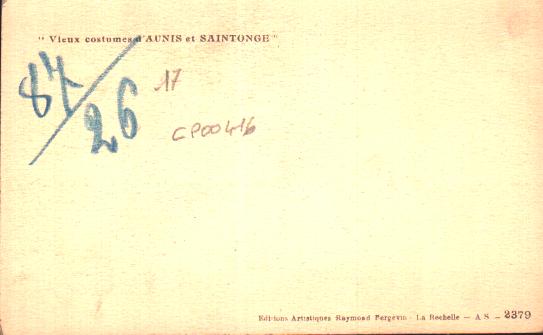 " Vieux costumes d'AUNIS et SAINTONGE "
87/26
17
CP00416
Editions Artistiques Raymond Bergevin - La Rochelle — A S — 2379